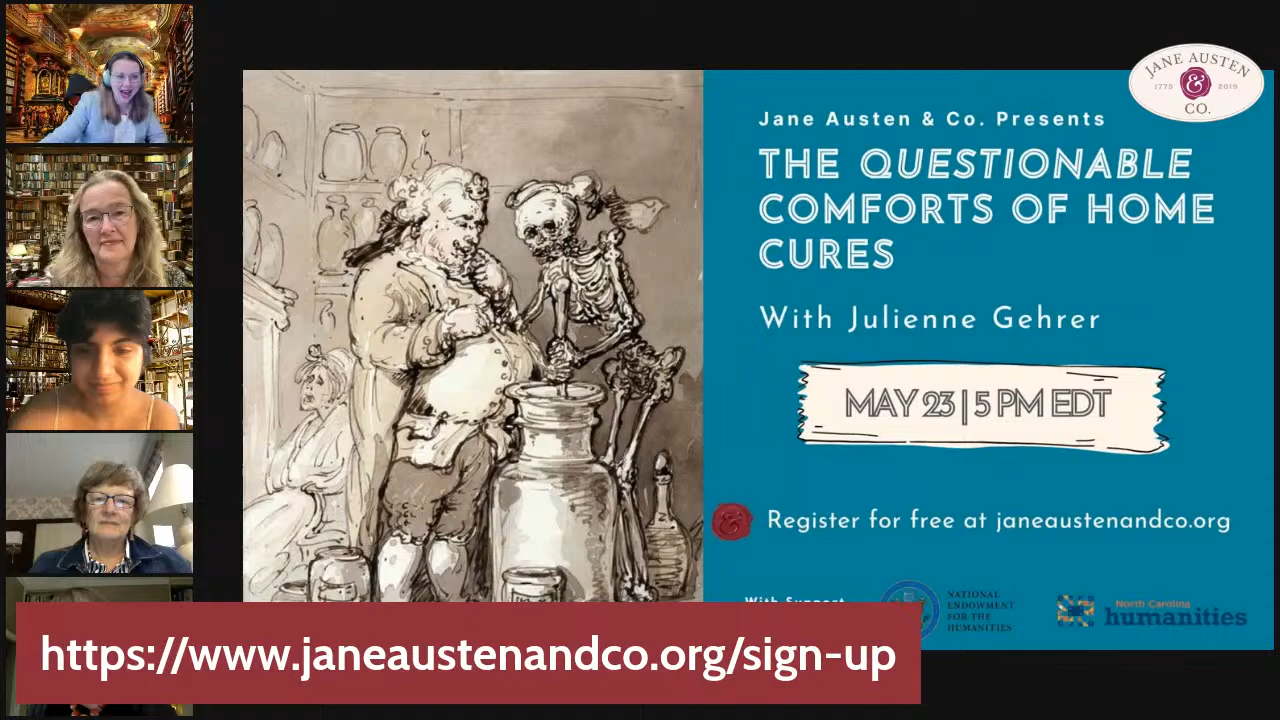 JANE AUSTEN
1775 & 2019
CO.
Jane Austen & Co. Presents
THE QUESTIONABLE
COMFORTS OF HOME
CURES
With Julienne Gehrer
MAY 23 | 5 PM EDT
& Register for free at janeaustenandco.org
With Support
NATIONAL
ENDOWMENT
FOR THE
HUMANITIES
North Carolina
humanities
https://www.janeaustenandco.org/sign-up